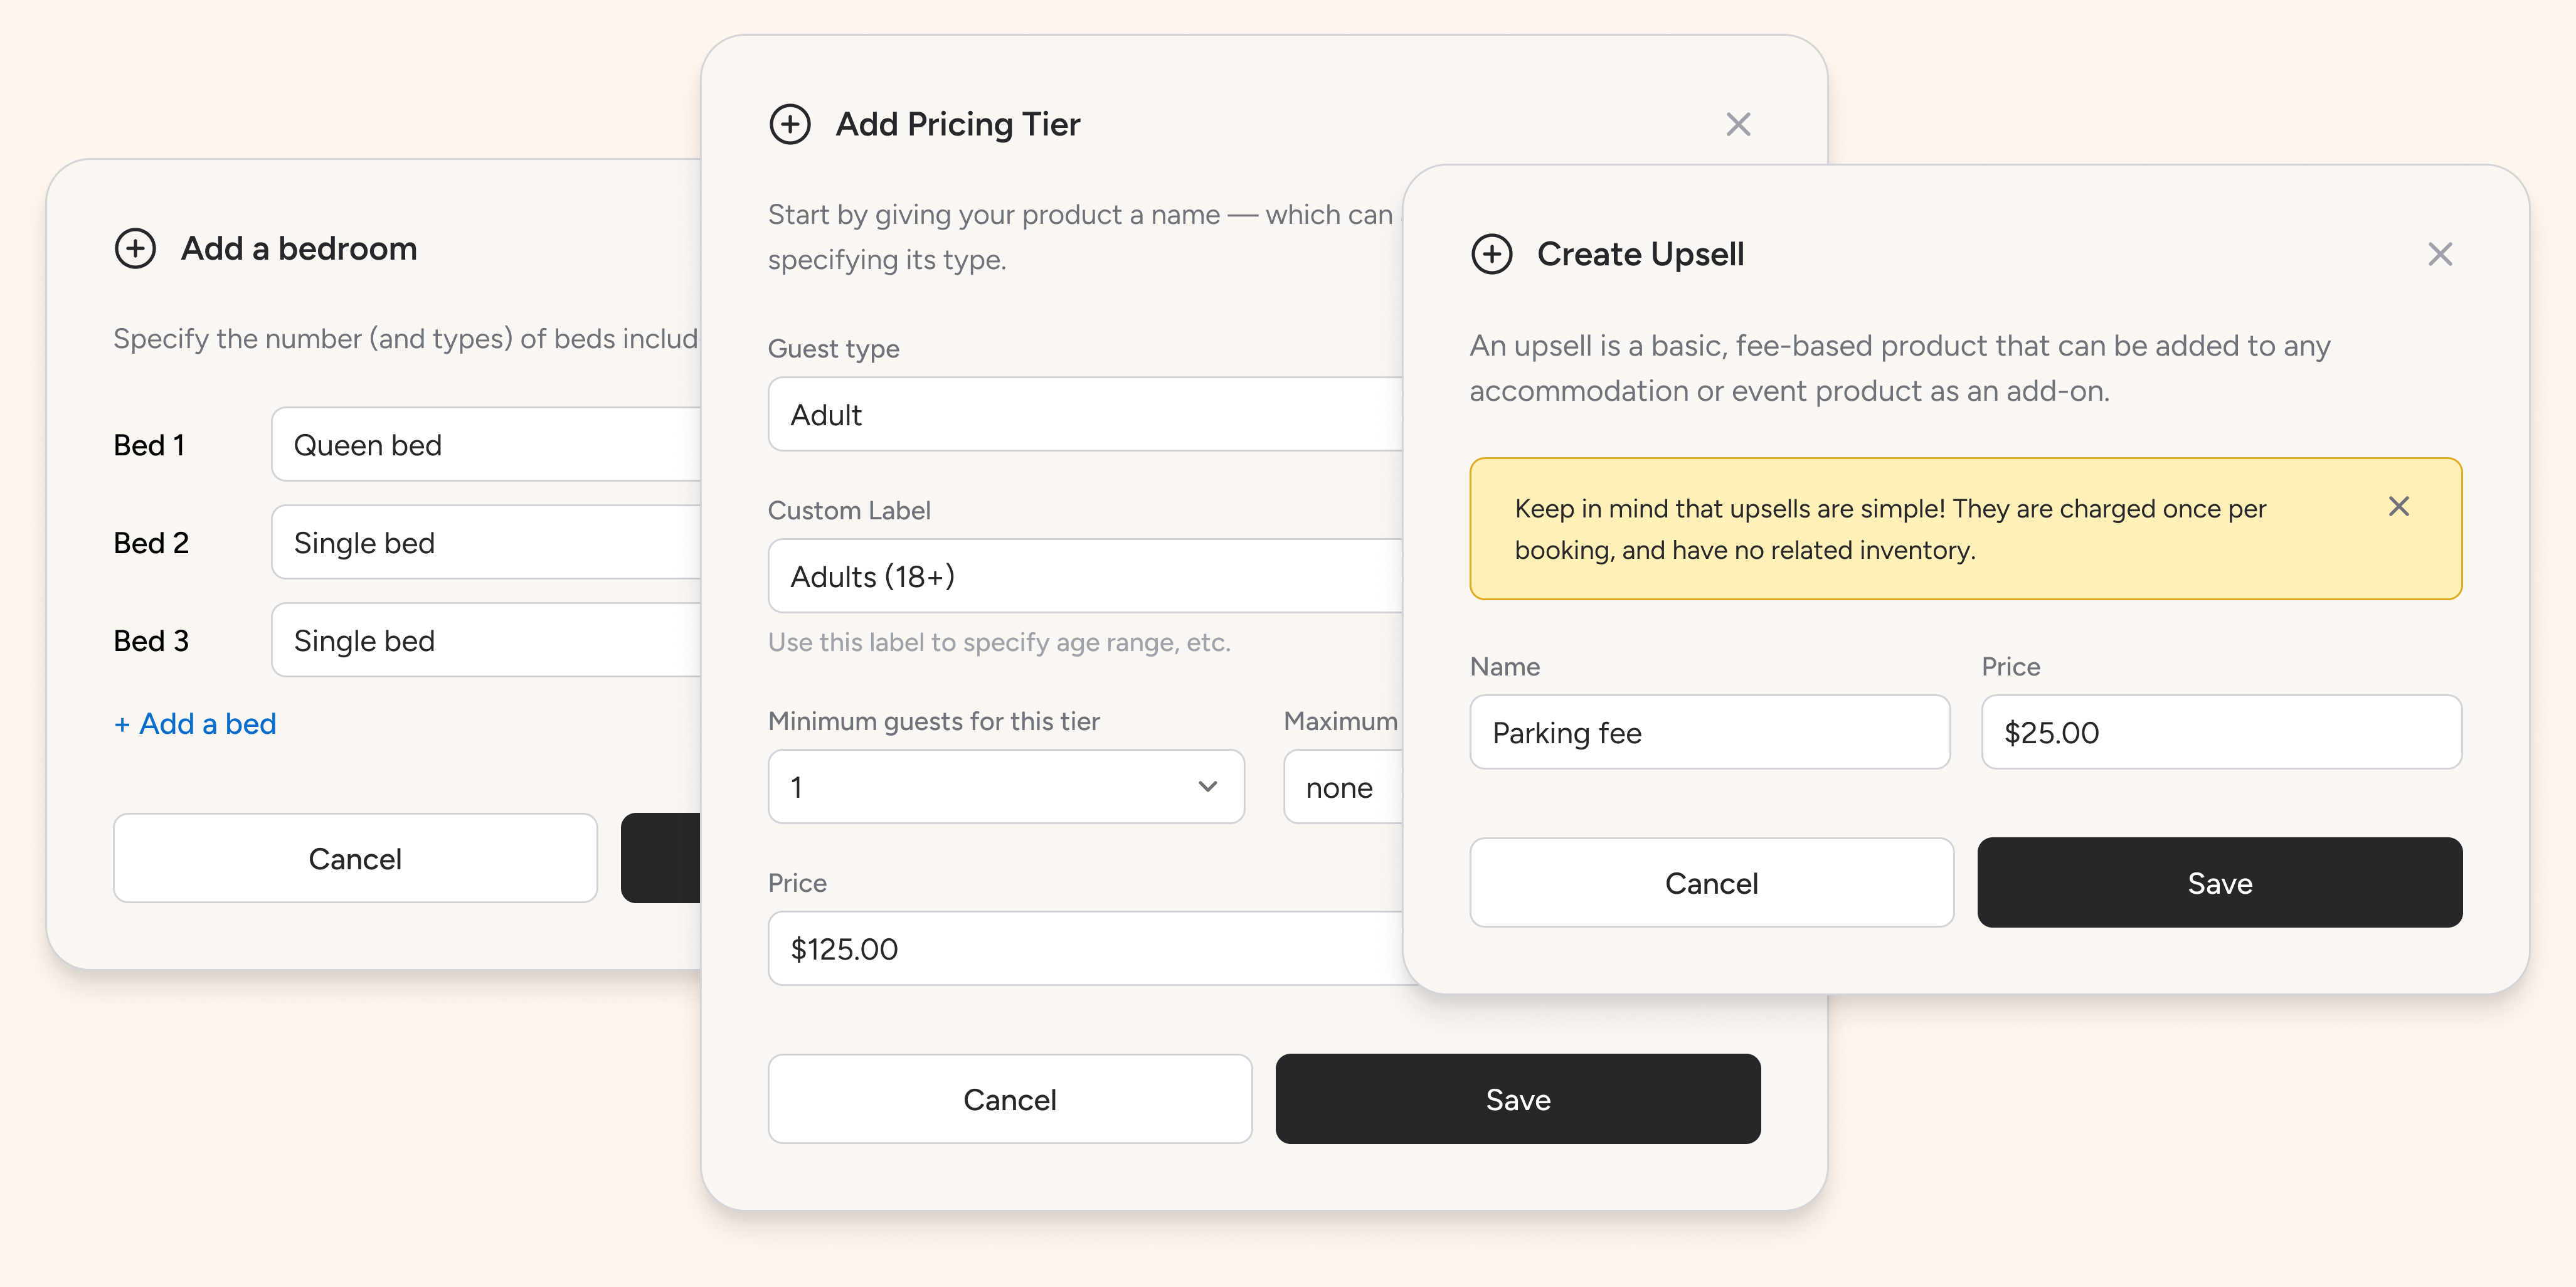 Add a bedroom
Specify the number (and types) of beds
Bed 1
Queen bed
Bed 2
Single bed
Bed 3
Single bed
+ Add a bed
Cancel
Add Pricing Tier
Start by giving your product a name — which can
specifying its type.
Guest type
Adult
Custom Label
Adults (18+)
Use this label to specify age range, etc.
Minimum guests for this tier
Maximum
1
none
Price
$125.00
Cancel
Save
Create Upsell
An upsell is a basic, fee-based product that can be added to any
accommodation or event product as an add-on.
Keep in mind that upsells are simple! They are charged once per
booking, and have no related inventory.
Name
Price
Parking fee
$25.00
Cancel
Save